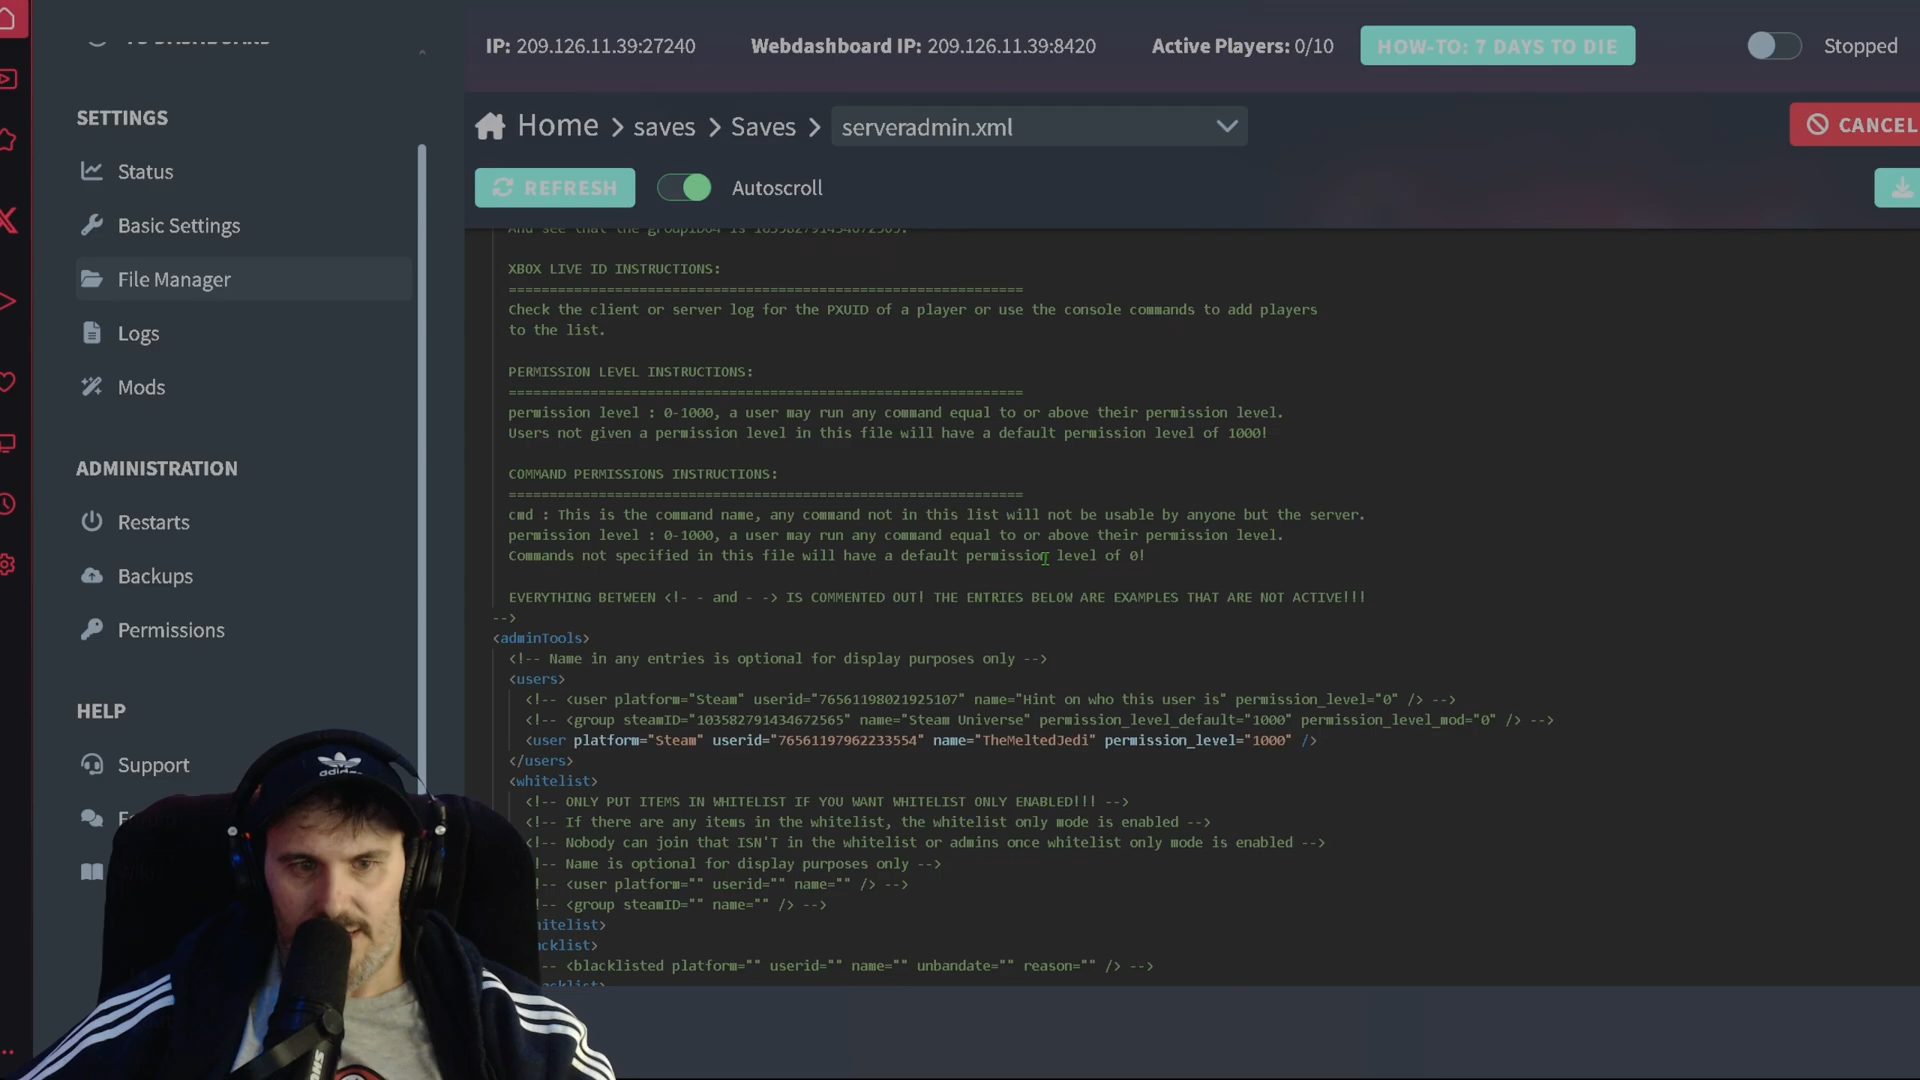 IP: 209.126.11.39:27240
Webdashboard IP: 209.126.11.39:8420
Active Players: 0/10
HOW-TO: 7 DAYS TO DIE
Stopped
SETTINGS
Status
Basic Settings
File Manager
Logs
Mods
ADMINISTRATION
Restarts
Backups
Permissions
HELP
Support
Home > saves > Saves > serveradmin.xml
CANCEL
REFRESH
Autoscroll
XBOX LIVE ID INSTRUCTIONS:
===============================================================
Check the client or server log for the PXUID of a player or use the console commands to add players
to the list.
PERMISSION LEVEL INSTRUCTIONS:
===============================================================
permission level : 0-1000, a user may run any command equal to or above their permission level.
Users not given a permission level in this file will have a default permission level of 1000!
COMMAND PERMISSIONS INSTRUCTIONS:
===============================================================
cmd : This is the command name, any command not in this list will not be usable by anyone but the server.
permission level : 0-1000, a user may run any command equal to or above their permission level.
Commands not specified in this file will have a default permission level of 0!
EVERYTHING BETWEEN <!- - and - -> IS COMMENTED OUT! THE ENTRIES BELOW ARE EXAMPLES THAT ARE NOT ACTIVE!!!
-->
<adminTools>
<!-- Name in any entries is optional for display purposes only -->
<users>
<!-- <user platform="Steam" userid="76561198021925107" name="Hint on who this user is" permission_level="0" /> -->
<!-- <group steamID="103582791434672565" name="Steam Universe" permission_level_default="1000" permission_level_mod="0" /> -->
<user platform="Steam" userid="76561197962233554" name="TheMeltedJedi" permission_level="1000" />
</users>
<whitelist>
<!-- ONLY PUT ITEMS IN WHITELIST IF YOU WANT WHITELIST ONLY ENABLED!!! -->
<!-- If there are any items in the whitelist, the whitelist only mode is enabled -->
<!-- Nobody can join that ISN'T in the whitelist or admins once whitelist only mode is enabled -->
!-- Name is optional for display purposes only -->
!-- <user platform="" userid="" name="" /> -->
!-- <group steamID="" name="" /> -->
hitelist>
acklist>
-- <blacklisted platform="" userid="" name="" unbandate="" reason="" /> -->
adidas